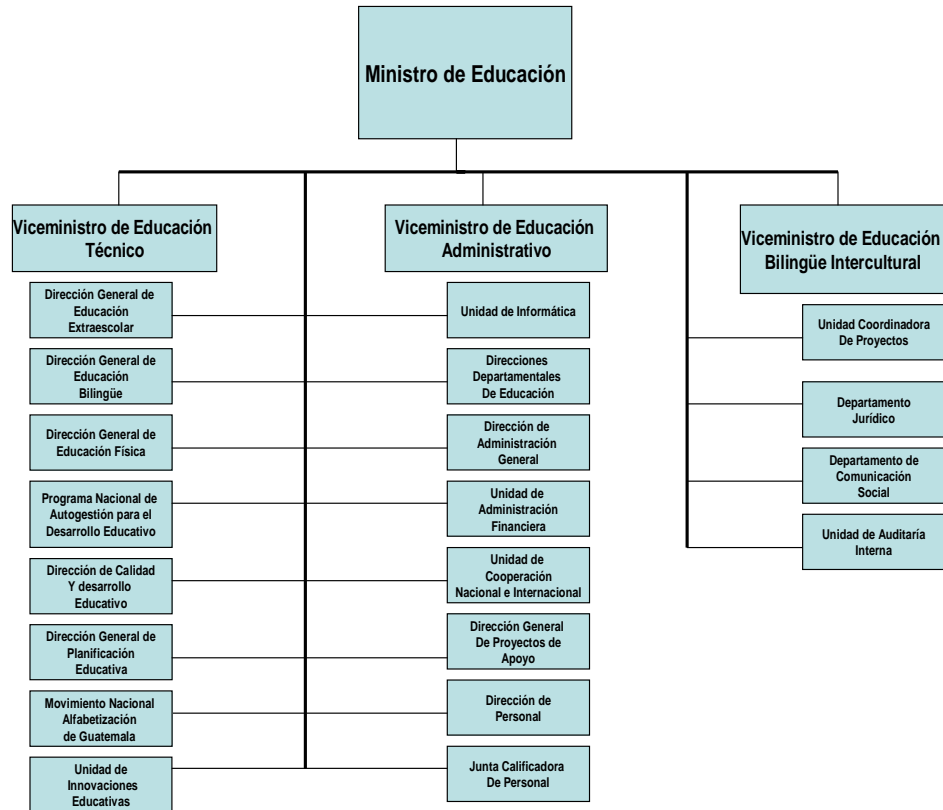 Ministro de Educación
Viceministro de Educación
Técnico
Viceministro de Educación
Administrativo
Viceministro de Educación
Bilingüe Intercultural
Dirección General de
Educación
Extraescolar
Dirección General de
Educación
Bilingüe
Dirección General de
Educación Física
Programa Nacional de
Autogestión para el
Desarrollo Educativo
Dirección de Calidad
Y desarrollo
Educativo
Dirección General de
Planificación
Educativa
Movimiento Nacional
Alfabetización
de Guatemala
Unidad de
Innovaciones
Educativas
Unidad de Informática
Direcciones
Departamentales
De Educación
Dirección de
Administración
General
Unidad de
Administración
Financiera
Unidad de
Cooperación
Nacional e Internacional
Dirección General
De Proyectos de
Apoyo
Dirección de
Personal
Junta Calificadora
De Personal
Unidad Coordinadora
De Proyectos
Departamento
Jurídico
Departamento de
Comunicación
Social
Unidad de Auditaría
Interna